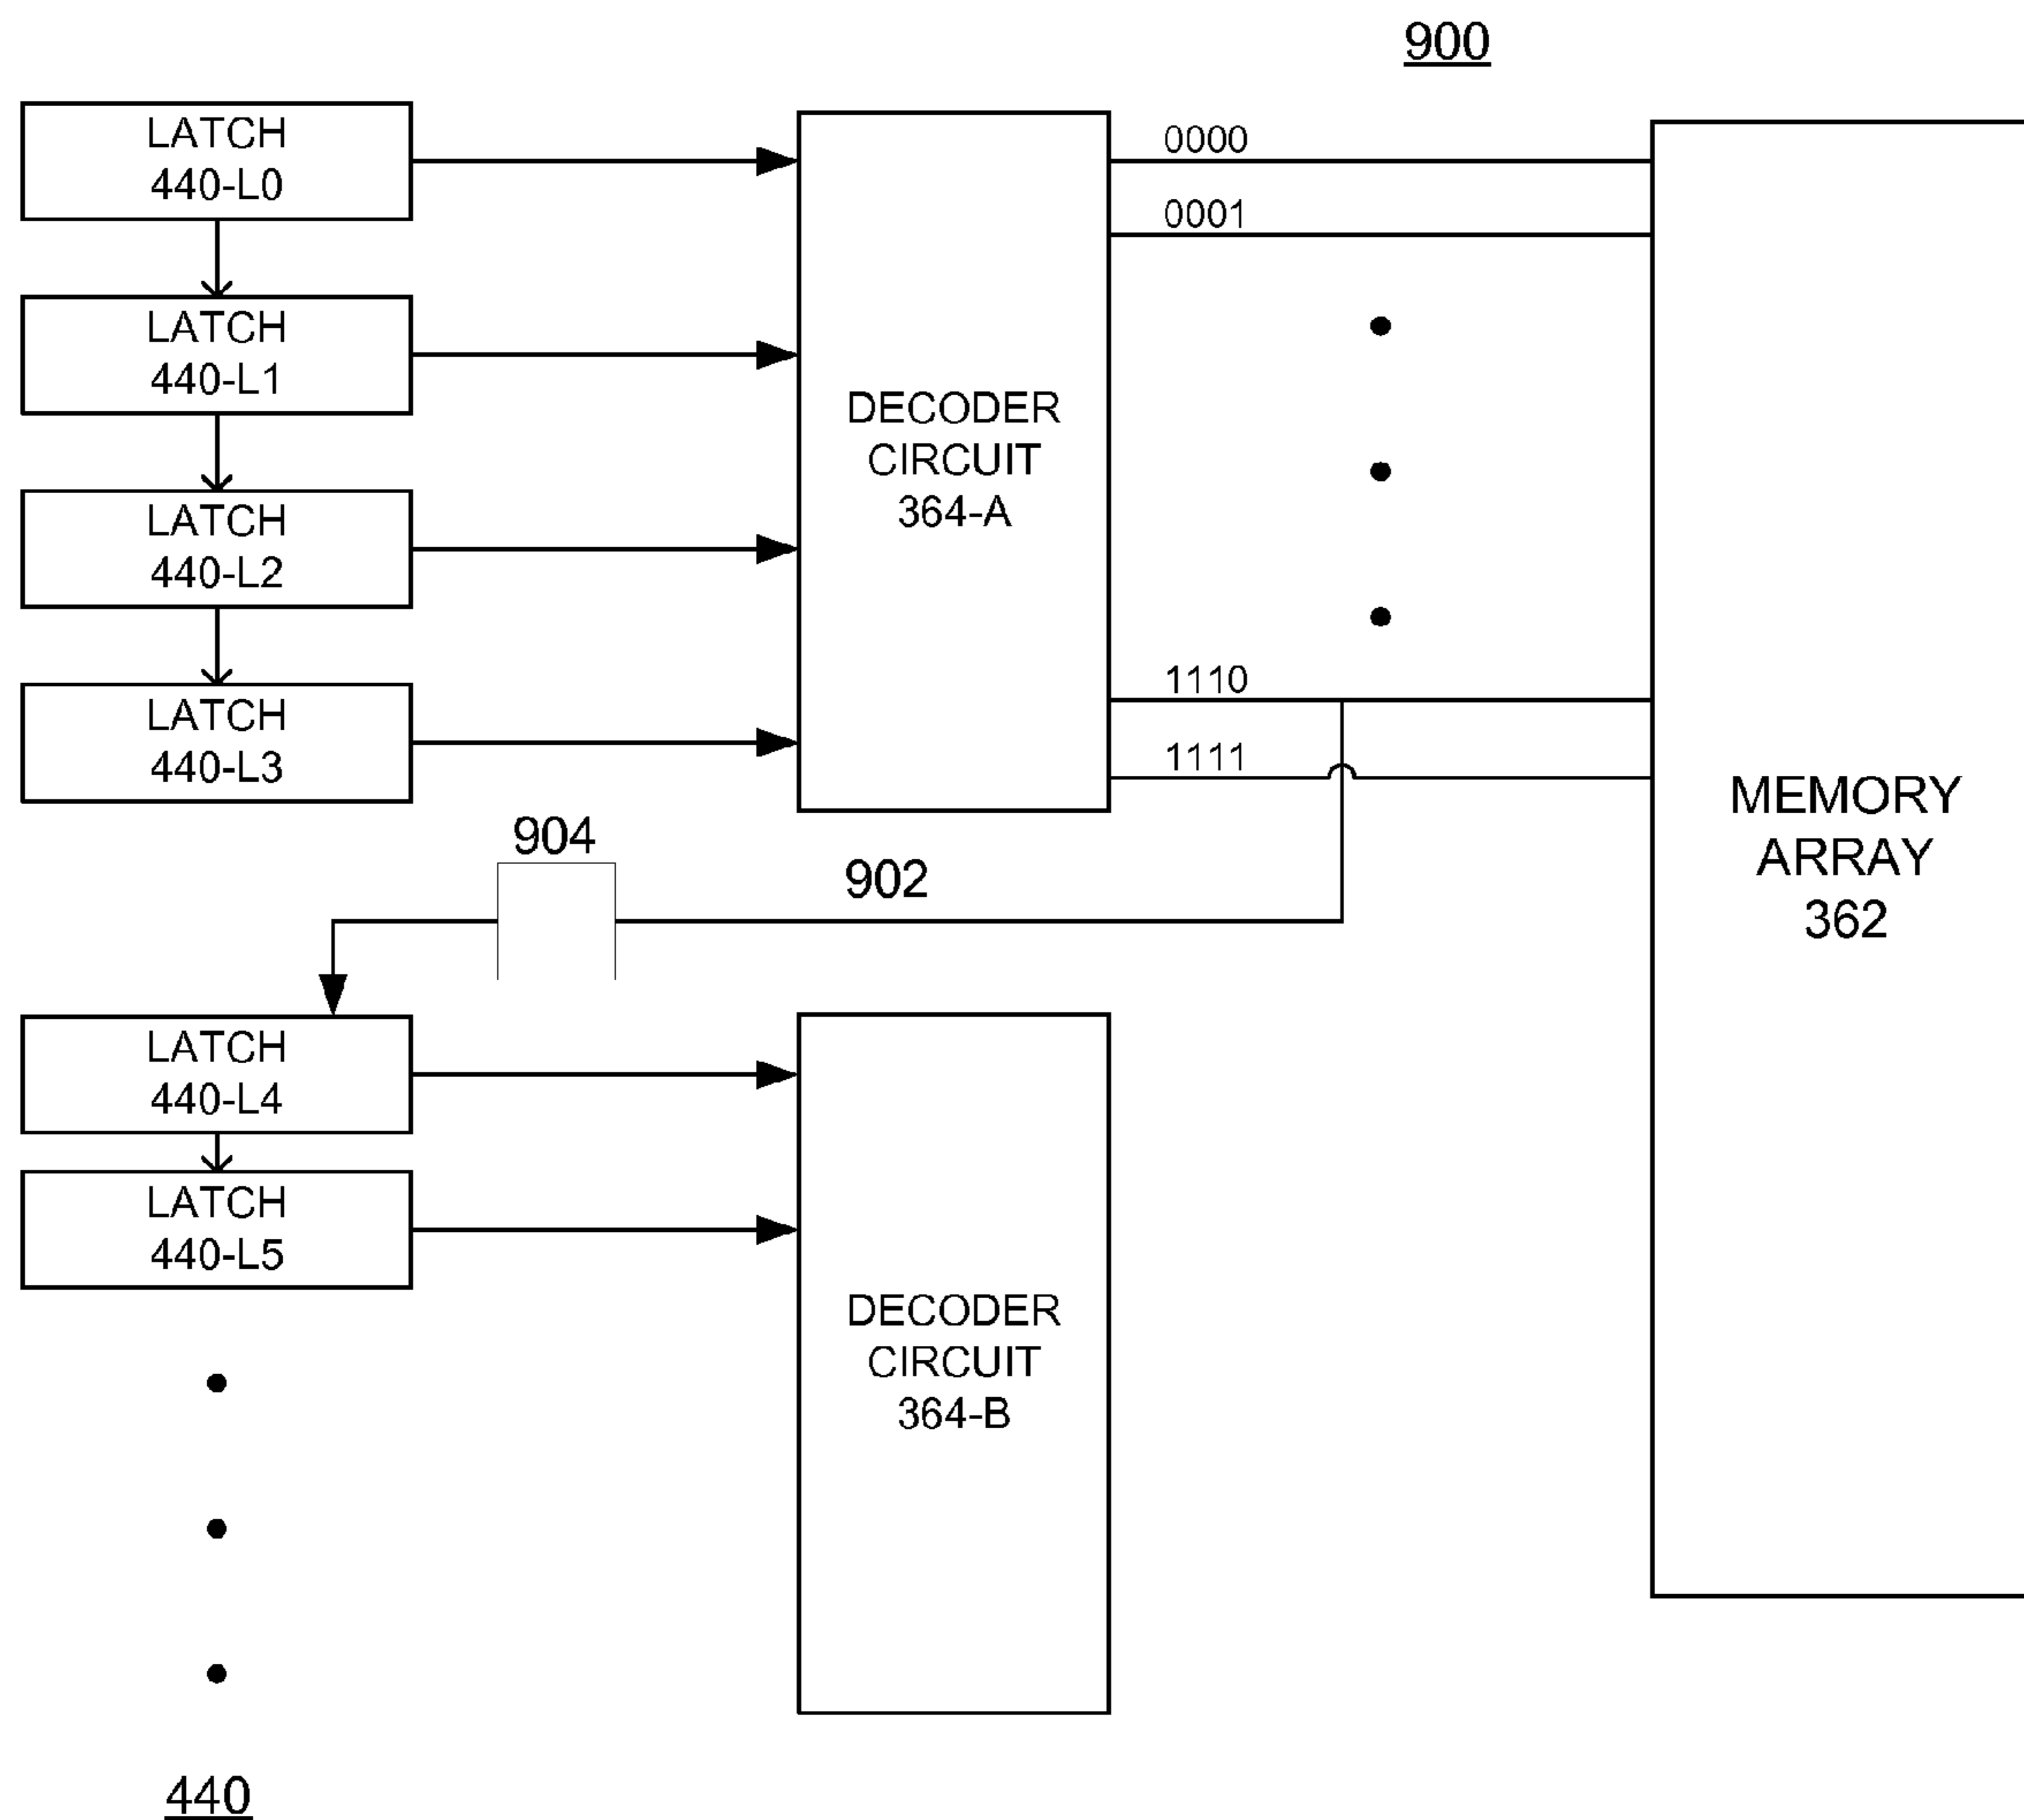 900
LATCH
440-L0
0000
0001
LATCH
440-L1
DECODER
CIRCUIT
364-A
LATCH
440-L2
LATCH
440-L3
1110
1111
MEMORY
ARRAY
362
904
902
LATCH
440-L4
LATCH
440-L5
DECODER
CIRCUIT
364-B
440